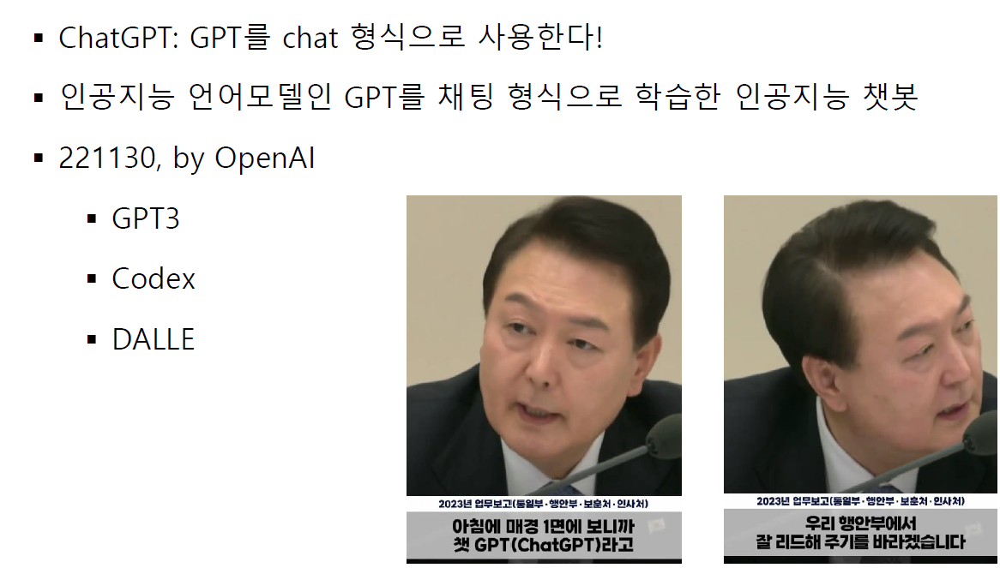 ChatGPT: GPT를 chat 형식으로 사용한다!
인공지능 언어모델인 GPT를 채팅 형식으로 학습한 인공지능 챗봇
221130, by OpenAI
GPT3
Codex
DALLE
2023년 업무보고(통일부·행안부·보훈처·인사처)
아침에 매경 1면에 보니까
챗 GPT(ChatGPT)라고
2023년 업무보고(통일부·행안부·보훈처·인사처)
우리 행안부에서
잘 리드해 주기를 바라겠습니다